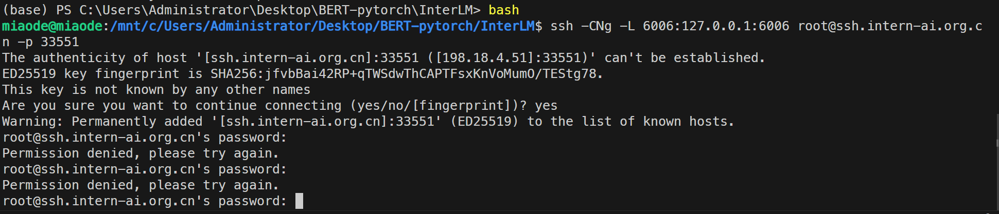 (base) PS C:\Users\Administrator\Desktop\BERT-pytorch\InterLM> bash
miaode@miaode:/mnt/c/Users/Administrator/Desktop/BERT-pytorch/InterLM$ ssh -CNg -L 6006:127.0.0.1:6006 root@ssh.intern-ai.org.c
n -p 33551
The authenticity of host '[ssh.intern-ai.org.cn]:33551 ([198.18.4.51]:33551)' can't be established.
ED25519 key fingerprint is SHA256:jfvbBai42RP+qTWSdwThCAPTFsxKnVoMumO/TEStg78.
This key is not known by any other names
Are you sure you want to continue connecting (yes/no/[fingerprint])? yes
Warning: Permanently added '[ssh.intern-ai.org.cn]:33551' (ED25519) to the list of known hosts.
root@ssh.intern-ai.org.cn's password:
Permission denied, please try again.
root@ssh.intern-ai.org.cn's password:
Permission denied, please try again.
root@ssh.intern-ai.org.cn's password: